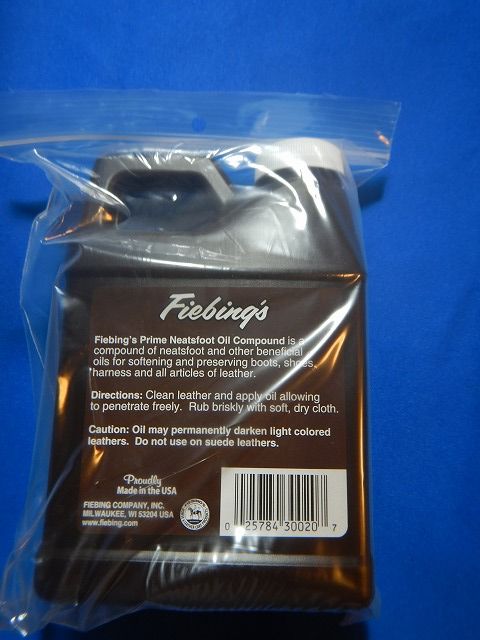 Fiebing's
Fiebing's Prime Neatsfoot Oil Compound is a
compound of neatsfoot and other beneficial
oils for softening and preserving boots, shoes,
harness and all articles of leather.
Directions: Clean leather and apply oil allowing
to penetrate freely. Rub briskly with soft, dry cloth.
Caution: Oil may permanently darken light colored
leathers. Do not use on suede leathers.
Proudly
Made in the USA
FIEBING COMPANY, INC.
MILWAUKEE, WI 53204 USA
www.fiebing.com
0 25784 30020 7